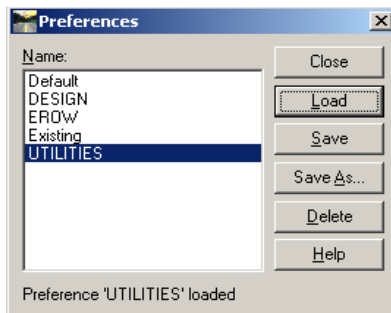 Preferences
Name:
Default
DESIGN
EROW
Existing
UTILITIES
Close
Load
Save
Save As...
Delete
Help
Preference 'UTILITIES' loaded